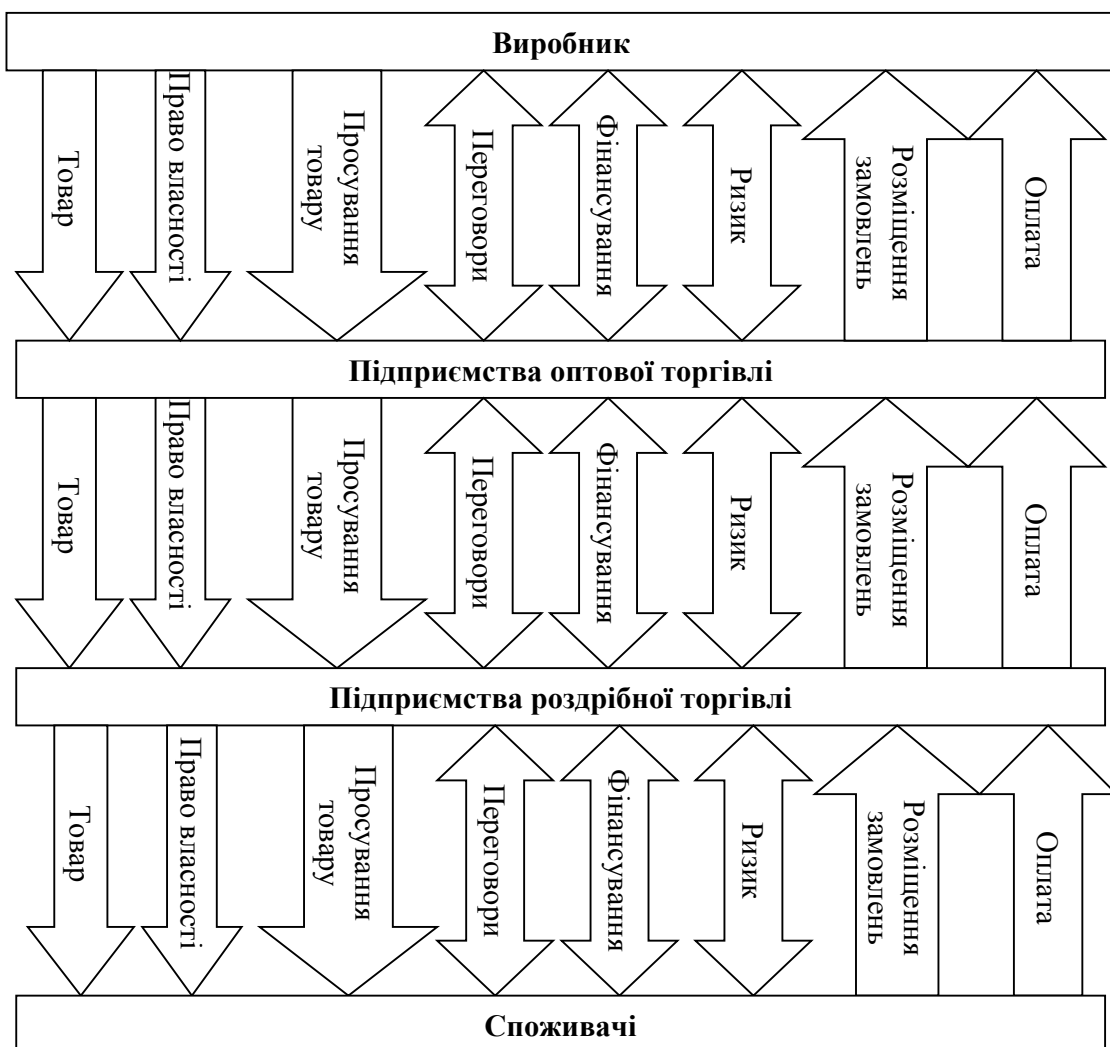 Виробник
Товар
Право власності
Просування
товару
Переговори
Фінансування
Ризик
Розміщення
замовлень
Оплата
Підприємства оптової торгівлі
Товар
Право власності
Просування
товару
Переговори
Фінансування
Ризик
Розміщення
замовлень
Оплата
Підприємства роздрібної торгівлі
Товар
Право власності
Просування
товару
Переговори
Фінансування
Ризик
Розміщення
замовлень
Оплата
Споживачі